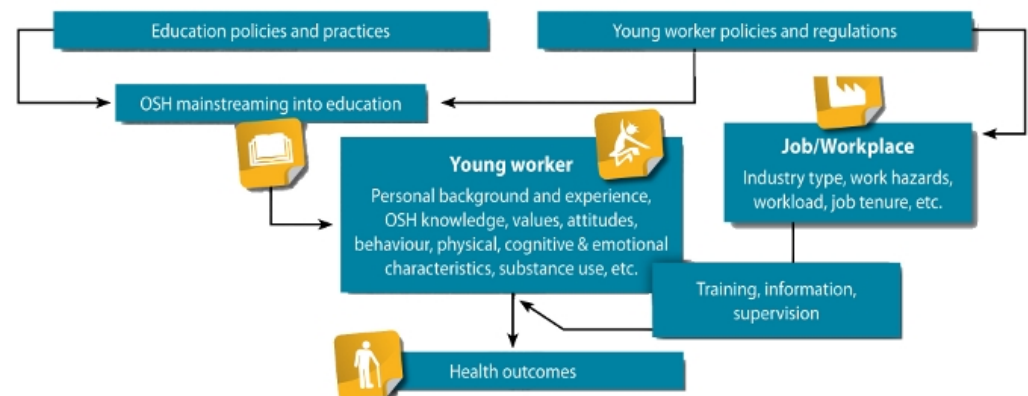 Education policies and practices
Young worker policies and regulations
OSH mainstreaming into education
Young worker
Personal background and experience,
OSH knowledge, values, attitudes,
behaviour, physical, cognitive & emotional
characteristics, substance use, etc.
Job/Workplace
Industry type, work hazards,
workload, job tenure, etc.
Training, information,
supervision
Health outcomes